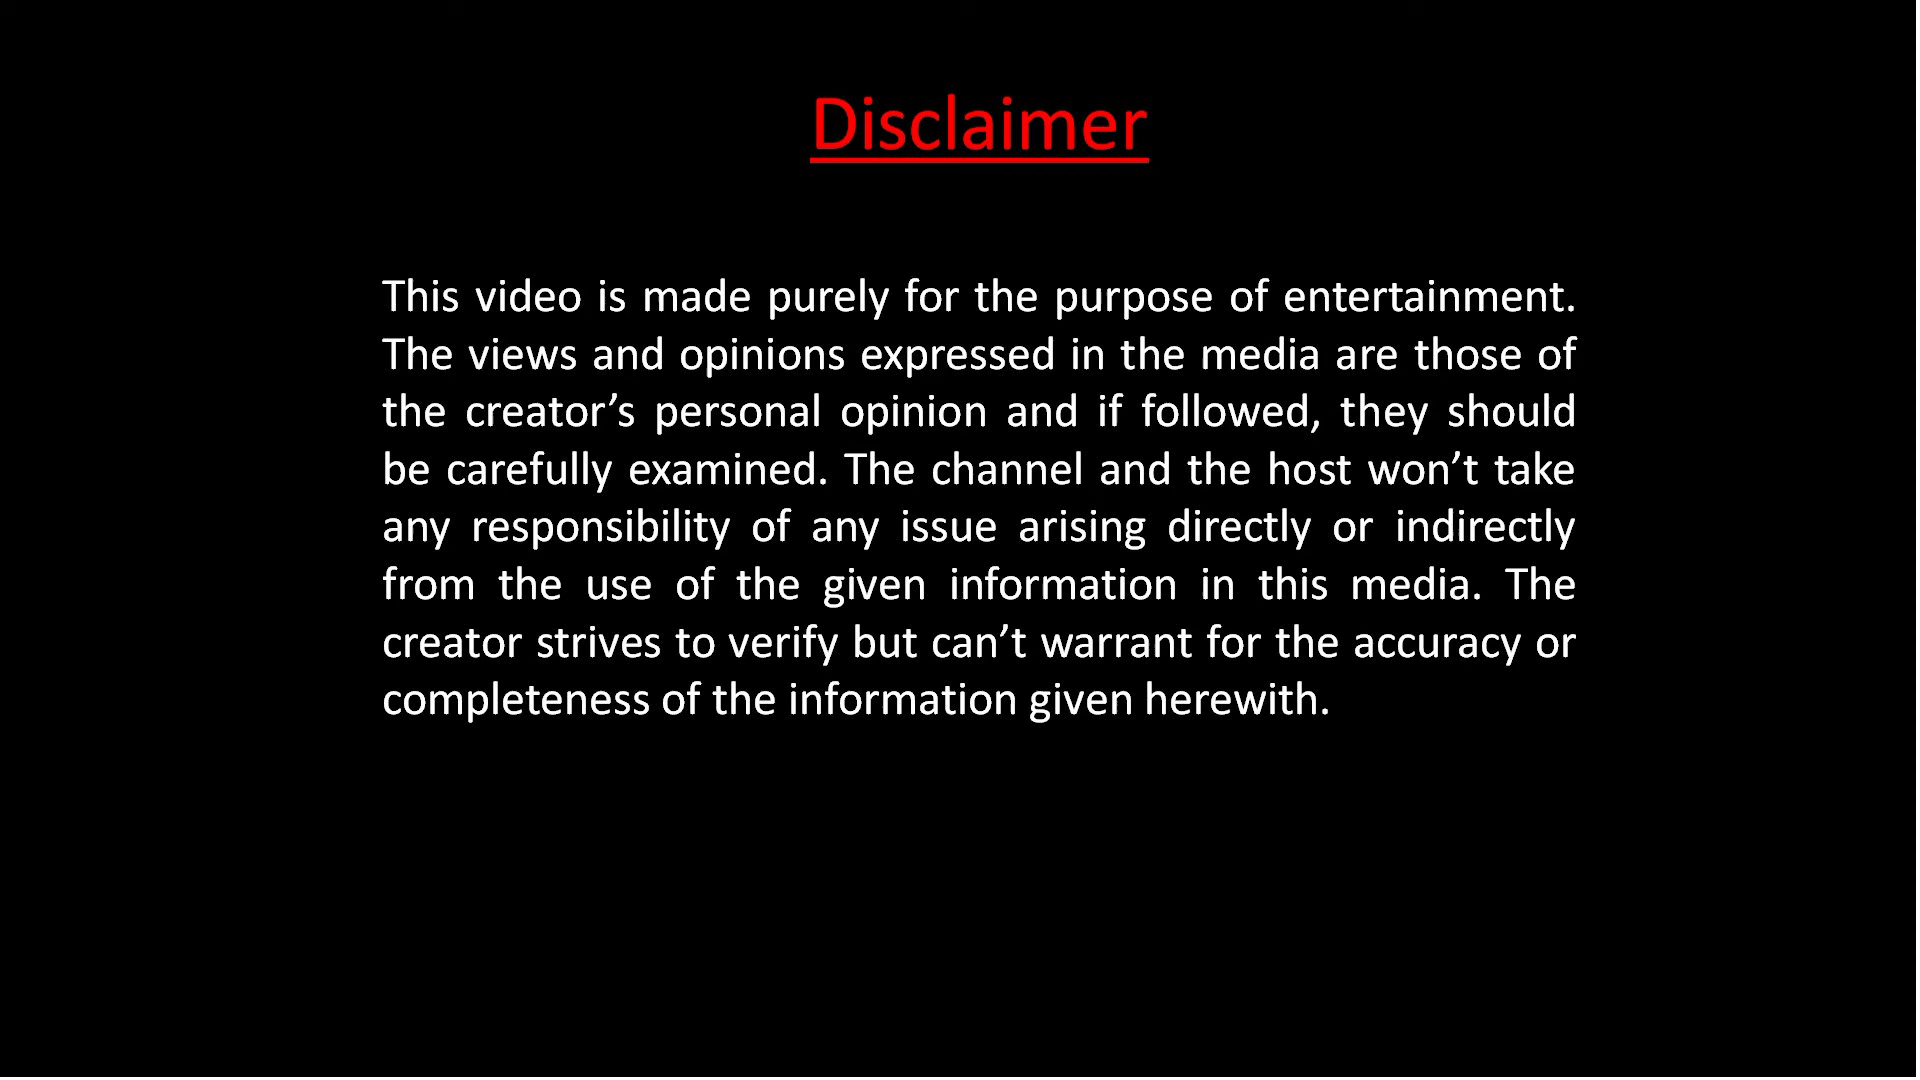 Disclaimer
This video is made purely for the purpose of entertainment.
The views and opinions expressed in the media are those of
the creator’s personal opinion and if followed, they should
be carefully examined. The channel and the host won’t take
any responsibility of any issue arising directly or indirectly
from the use of the given information in this media. The
creator strives to verify but can’t warrant for the accuracy or
completeness of the information given herewith.